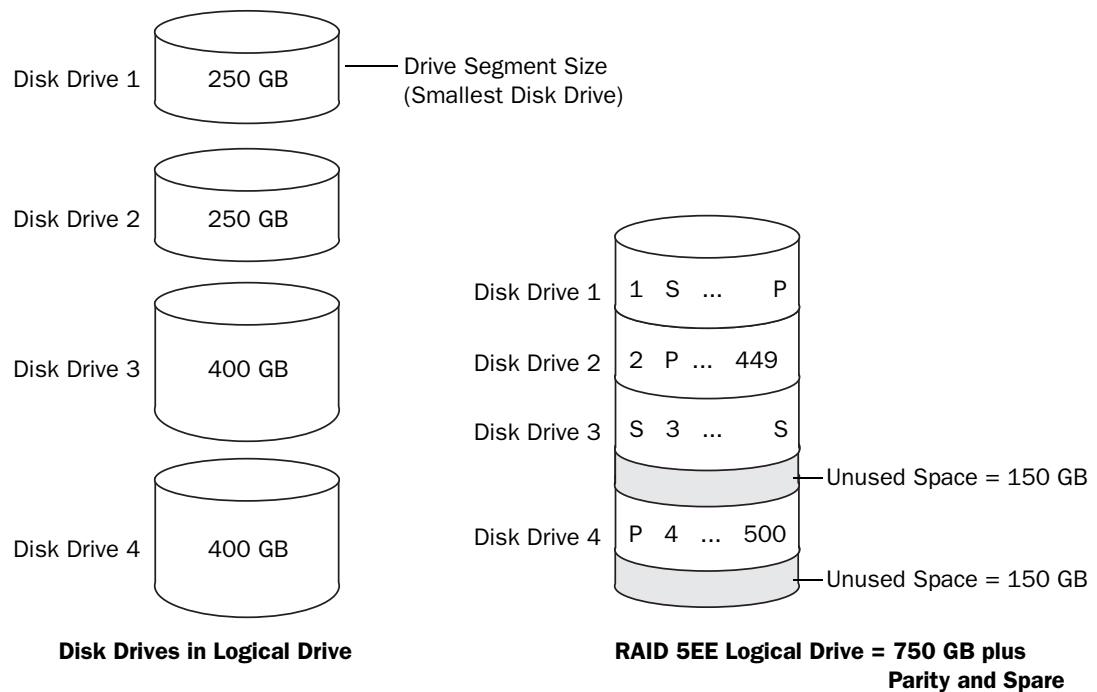 Disk Drive 1
250 GB
Drive Segment Size
(Smallest Disk Drive)
Disk Drive 2
250 GB
Disk Drive 3
400 GB
Disk Drive 4
400 GB
Disk Drives in Logical Drive
Disk Drive 1
1 S ... P
Disk Drive 2
2 P ... 449
Disk Drive 3
S 3 ... S
Unused Space = 150 GB
Disk Drive 4
P 4 ... 500
Unused Space = 150 GB
RAID 5EE Logical Drive = 750 GB plus
Parity and Spare